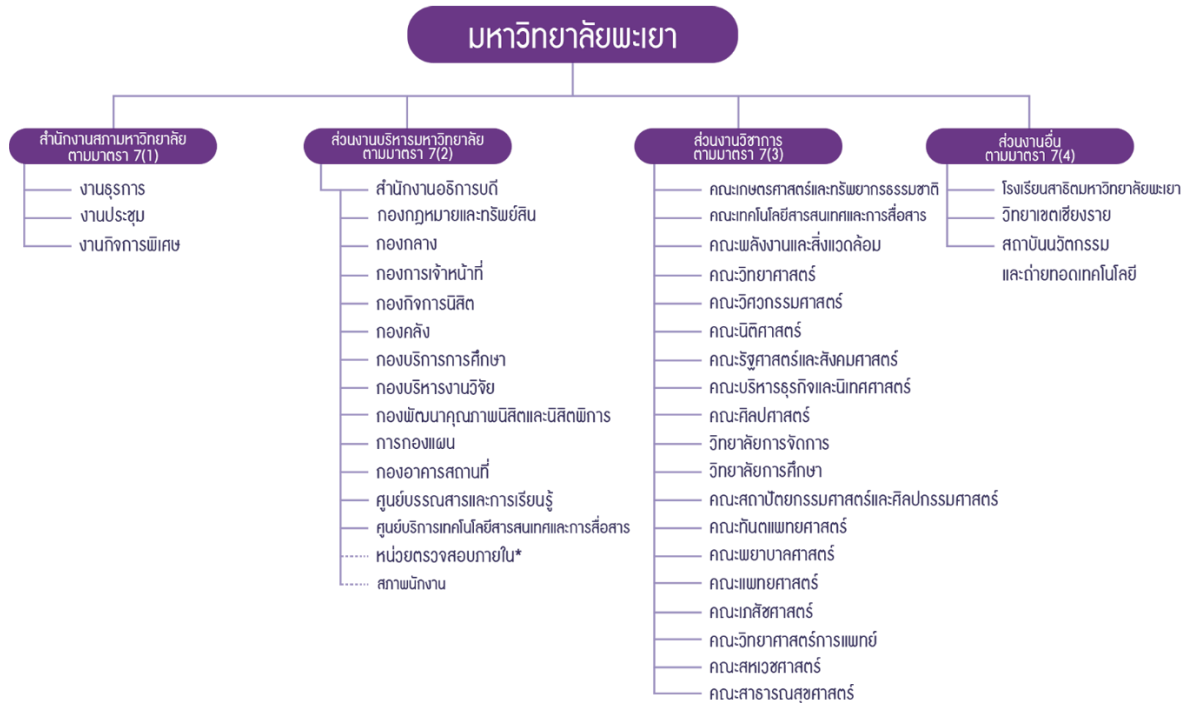 มหาวิทยาลัยพะเยา
สำนักงานสภามหาวิทยาลัย
ตามมาตรา 7(1)
งานธุรการ
งานประชุม
งานกิจการพิเศษ
ส่วนงานบริหารมหาวิทยาลัย
ตามมาตรา 7(2)
สำนักงานอธิการบดี
กองกฎหมายและทรัพย์สิน
กองกลาง
กองการเจ้าหน้าที่
กองกิจการนิสิต
กองคลัง
กองบริการการศึกษา
กองบริหารงานวิจัย
กองพัฒนาคุณภาพนิสิตและนิสิตพิการ
การกองแผน
กองอาคารสถานที่
ศูนย์บรรณสารและการเรียนรู้
ศูนย์บริการเทคโนโลยีสารสนเทศและการสื่อสาร
หน่วยตรวจสอบภายใน*
สภาพนักงาน
ส่วนงานวิชาการ
ตามมาตรา 7(3)
คณะเกษตรศาสตร์และทรัพยากรธรรมชาติ
คณะเทคโนโลยีสารสนเทศและการสื่อสาร
คณะพลังงานและสิ่งแวดล้อม
คณะวิทยาศาสตร์
คณะวิศวกรรมศาสตร์
คณะนิติศาสตร์
คณะรัฐศาสตร์และสังคมศาสตร์
คณะบริหารธุรกิจและนิเทศศาสตร์
คณะศิลปศาสตร์
วิทยาลัยการจัดการ
วิทยาลัยการศึกษา
คณะสถาปัตยกรรมศาสตร์และศิลปกรรมศาสตร์
คณะทันตแพทยศาสตร์
คณะพยาบาลศาสตร์
คณะแพทยศาสตร์
คณะเภสัชศาสตร์
คณะวิทยาศาสตร์การแพทย์
คณะสหเวชศาสตร์
คณะสาธารณสุขศาสตร์
ส่วนงานอื่น
ตามมาตรา 7(4)
โรงเรียนสาธิตมหาวิทยาลัยพะเยา
วิทยาเขตเชียงราย
สถาบันนวัตกรรม
และถ่ายทอดเทคโนโลยี